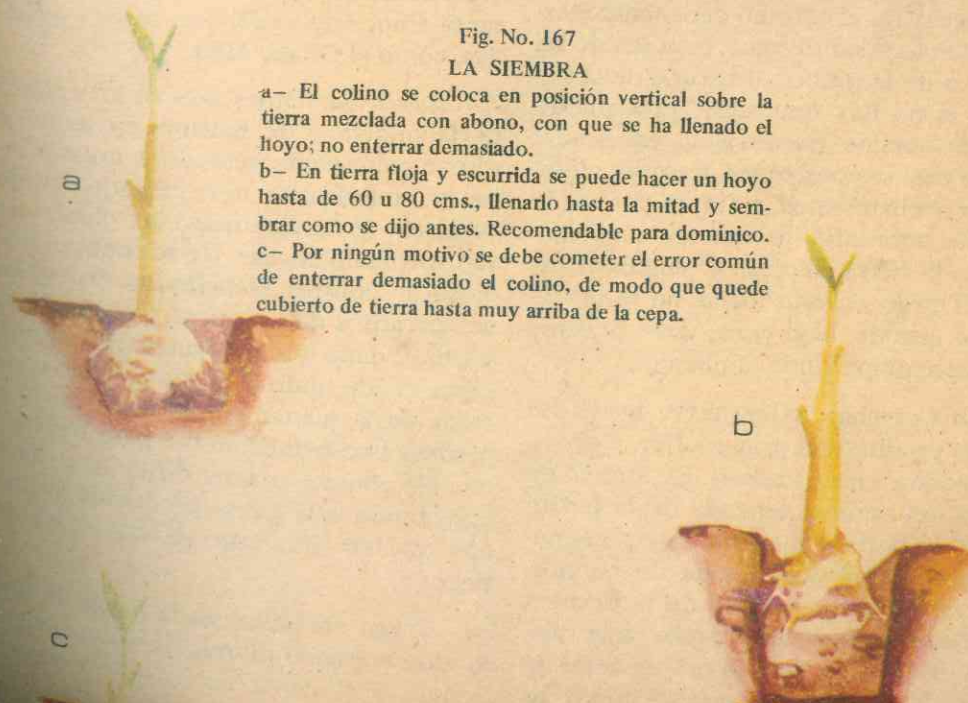 Fig. No. 167
LA SIEMBRA
a— El colino se coloca en posición vertical sobre la
tierra mezclada con abono, con que se ha llenado el
hoyo; no enterrar demasiado.
b— En tierra floja y escurrida se puede hacer un hoyo
hasta de 60 u 80 cms., llenarlo hasta la mitad y sem-
brar como se dijo antes. Recomendable para dominico.
c— Por ningún motivo se debe cometer el error común
de enterrar demasiado el colino, de modo que quede
cubierto de tierra hasta muy arriba de la cepa.
a
b
c